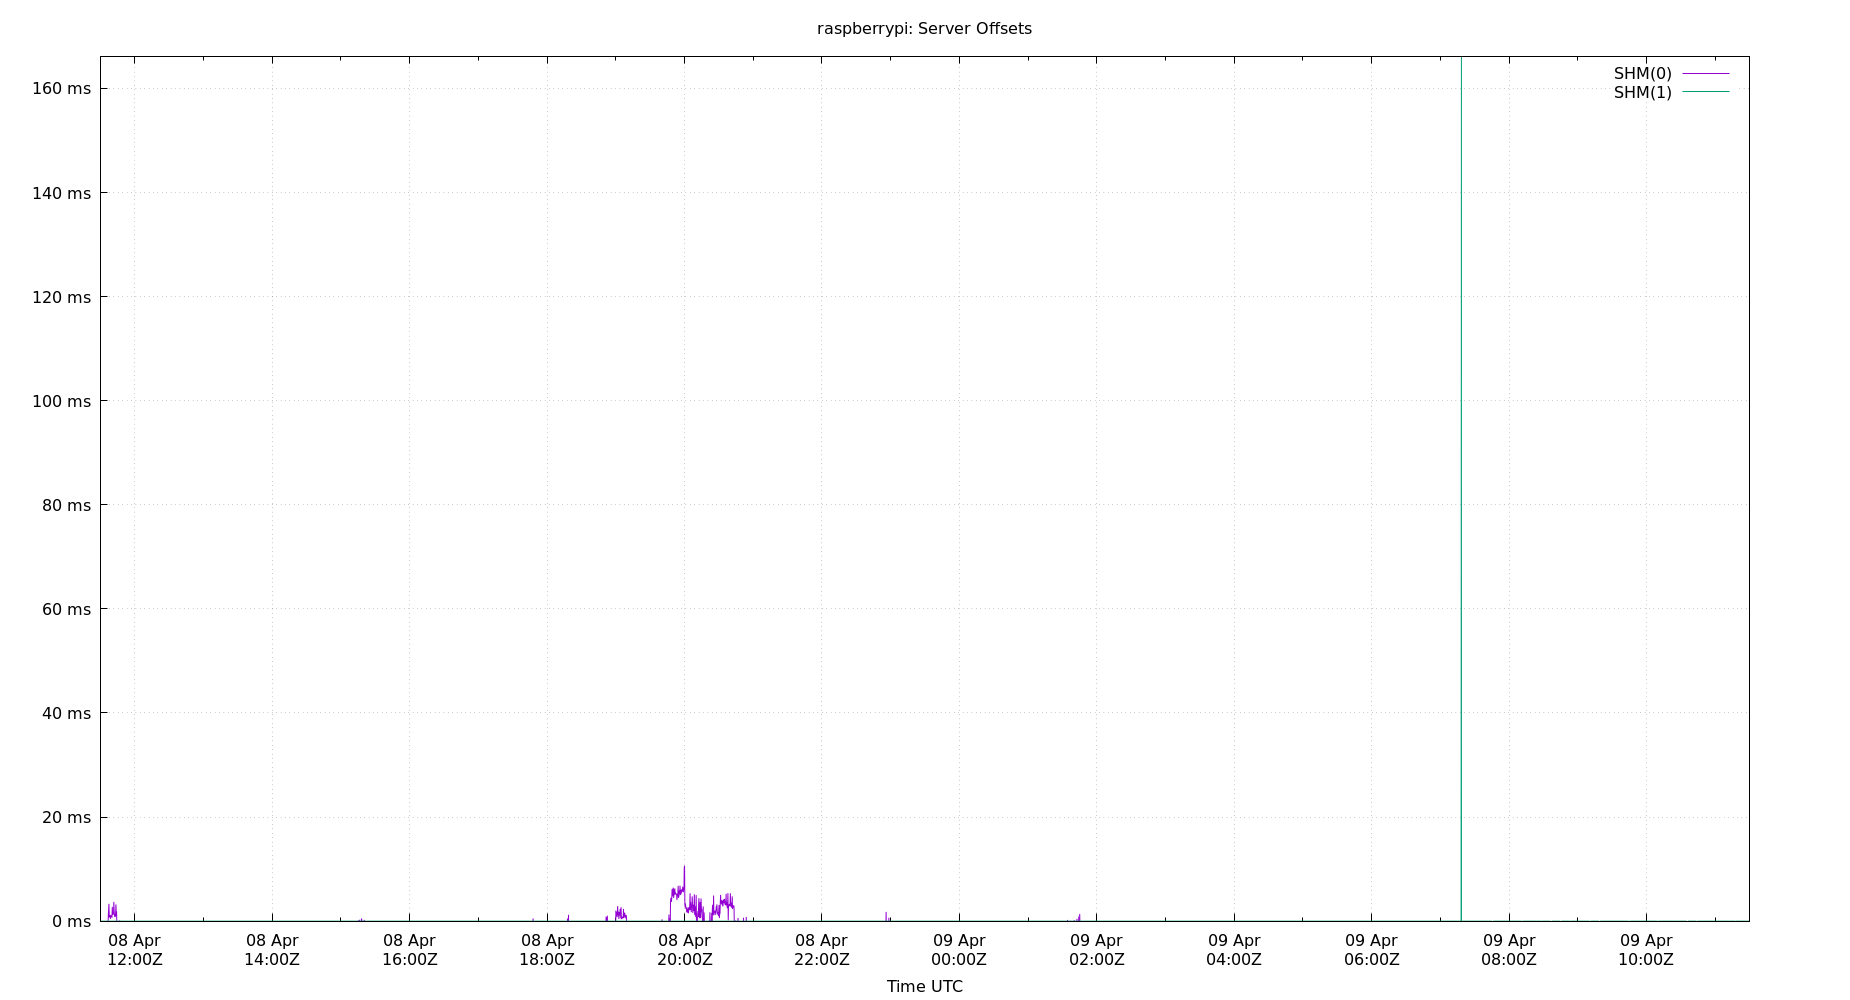 raspberrypi: Server Offsets
SHM(0)
SHM(1)
160 ms
140 ms
120 ms
100 ms
80 ms
60 ms
40 ms
20 ms
0 ms
08 Apr 08 Apr 08 Apr 08 Apr 08 Apr 08 Apr 09 Apr 09 Apr 09 Apr 09 Apr 09 Apr 09 Apr
12:00Z 14:00Z 16:00Z 18:00Z 20:00Z 22:00Z 00:00Z 02:00Z 04:00Z 06:00Z 08:00Z 10:00Z
Time UTC